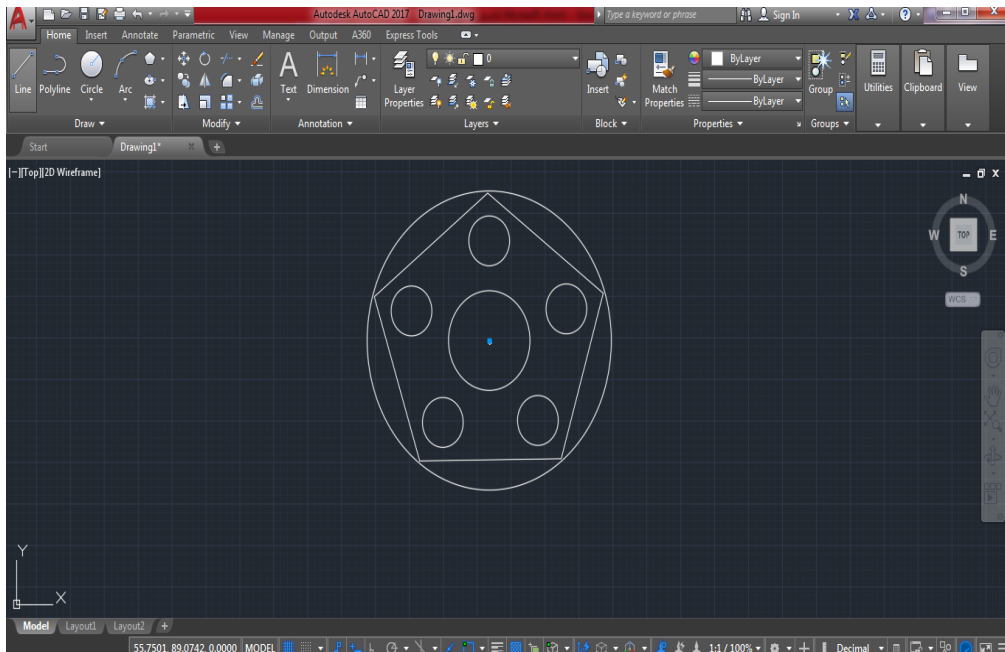 Autodesk AutoCAD 2017 Drawing1.dwg
Type a keyword or phrase
Sign In
Home Insert Annotate Parametric View Manage Output A360 Express Tools
Line Polyline Circle Arc
Draw
Modify
A
Text Dimension
Annotation
Layer Properties
0
Layers
Insert
Block
Match Properties
ByLayer
ByLayer
ByLayer
Properties
Group
Groups
Utilities
Clipboard
View
Start Drawing1* +
[−][Top][2D Wireframe]
N
W TOP E
S
WCS
Y
X
Model Layout1 Layout2 +
55.7501, 89.0742, 0.0000 MODEL 1:1 / 100% Decimal